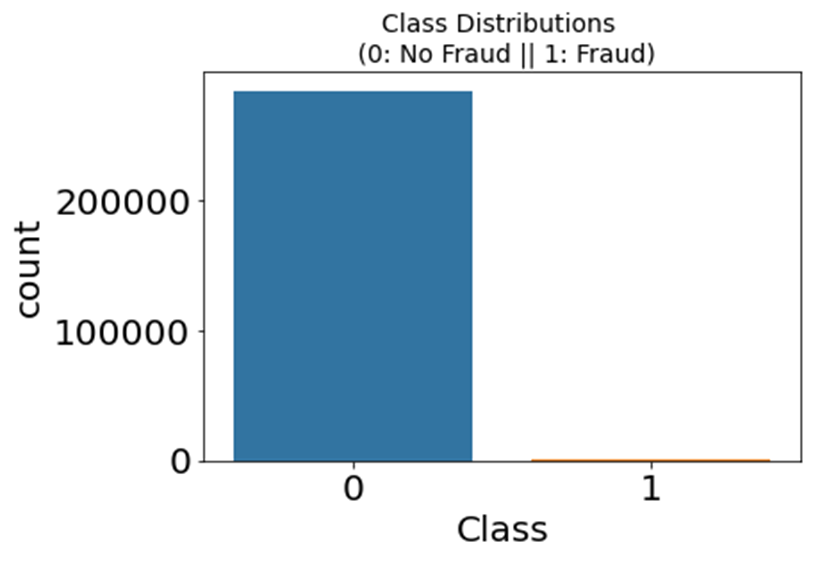 Class Distributions
(0: No Fraud || 1: Fraud)
count
200000
100000
0
0 1
Class